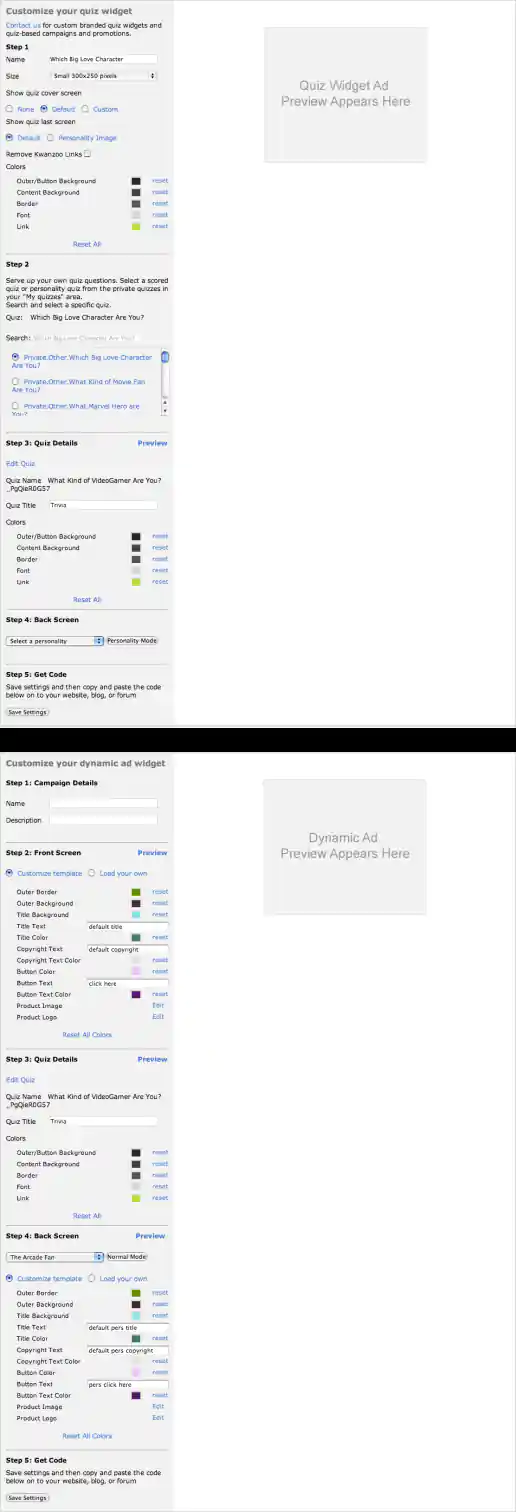 Customize your quiz widget
Contact us for custom branded quiz widgets and
quiz-based campaigns and promotions.
Step 1
Name Which Big Love Character
Size Small 300x250 pixels
Show quiz cover screen
None Default Custom
Show quiz last screen
Default Personality Image
Remove Kwanzoo Links
Colors
Outer/Button Background reset
Content Background reset
Border reset
Font reset
Link reset
Reset All
Step 2
Serve up your own quiz questions. Select a scored
quiz or personality quiz from the private quizzes in
your "My quizzes" area.
Search and select a specific quiz.
Quiz: Which Big Love Character Are You?
Search: Which Big Love Character Are You?
Private.Other.Which Big Love Character
Are You?
Private.Other.What Kind of Movie Fan
Are You?
Private.Other.What Marvel Hero are
You?
Step 3: Quiz Details Preview
Edit Quiz
Quiz Name What Kind of VideoGamer Are You?
_PgQieR0G57
Quiz Title Trivia
Colors
Outer/Button Background reset
Content Background reset
Border reset
Font reset
Link reset
Reset All
Step 4: Back Screen
Select a personality Personality Mode
Step 5: Get Code
Save settings and then copy and paste the code
below on to your website, blog, or forum
Save Settings
Quiz Widget Ad
Preview Appears Here
Customize your dynamic ad widget
Step 1: Campaign Details
Name
Description
Step 2: Front Screen Preview
Customize template Load your own
Outer Border reset
Outer Background reset
Title Background reset
Title Text default title
Title Color reset
Copyright Text default copyright
Copyright Text Color reset
Button Color reset
Button Text click here
Button Text Color reset
Product Image Edit
Product Logo Edit
Reset All Colors
Step 3: Quiz Details Preview
Edit Quiz
Quiz Name What Kind of VideoGamer Are You?
_PgQieR0G57
Quiz Title Trivia
Colors
Outer/Button Background reset
Content Background reset
Border reset
Font reset
Link reset
Reset All
Step 4: Back Screen Preview
The Arcade Fan Normal Mode
Customize template Load your own
Outer Border reset
Outer Background reset
Title Background reset
Title Text default pers title
Title Color reset
Copyright Text default pers copyright
Copyright Text Color reset
Button Color reset
Button Text pers click here
Button Text Color reset
Product Image Edit
Product Logo Edit
Reset All Colors
Step 5: Get Code
Save settings and then copy and paste the code
below on to your website, blog, or forum
Save Settings
Dynamic Ad
Preview Appears Here